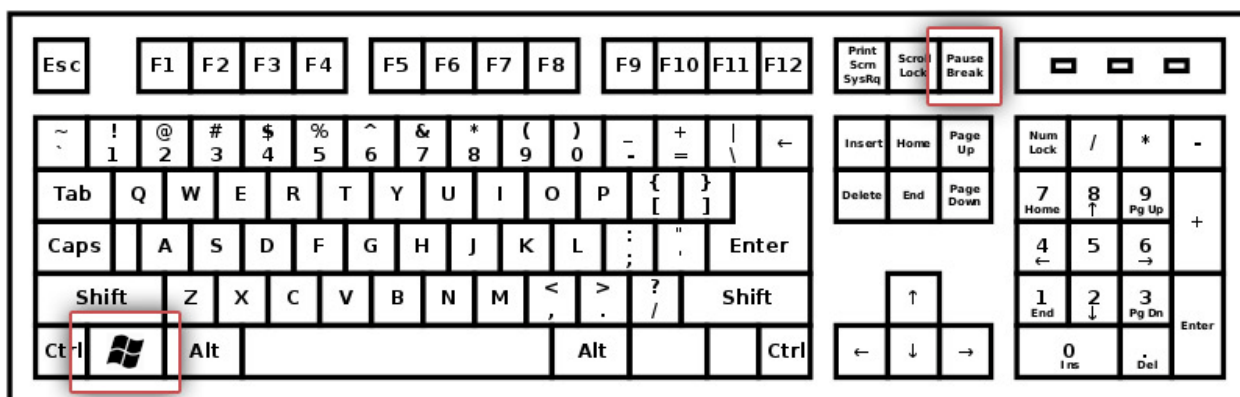 Esc F1 F2 F3 F4 F5 F6 F7 F8 F9 F10 F11 F12 Print Scrn SysRq Scroll Lock Pause Break
~ ` ! 1 @ 2 # 3 $ 4 % 5 ^ 6 & 7 * 8 ( 9 ) 0 _ - + = | \ ← Insert Home Page Up Num Lock / * -
Tab Q W E R T Y U I O P { [ } ] Delete End Page Down 7 Home 8 ↑ 9 Pg Up +
Caps A S D F G H J K L : ; " ' Enter 4 ← 5 6 →
Shift Z X C V B N M < , > . ? / Shift ↑ 1 End 2 ↓ 3 Pg Dn Enter
Ctrl Alt Alt Ctrl ← ↓ → 0 Ins . Del